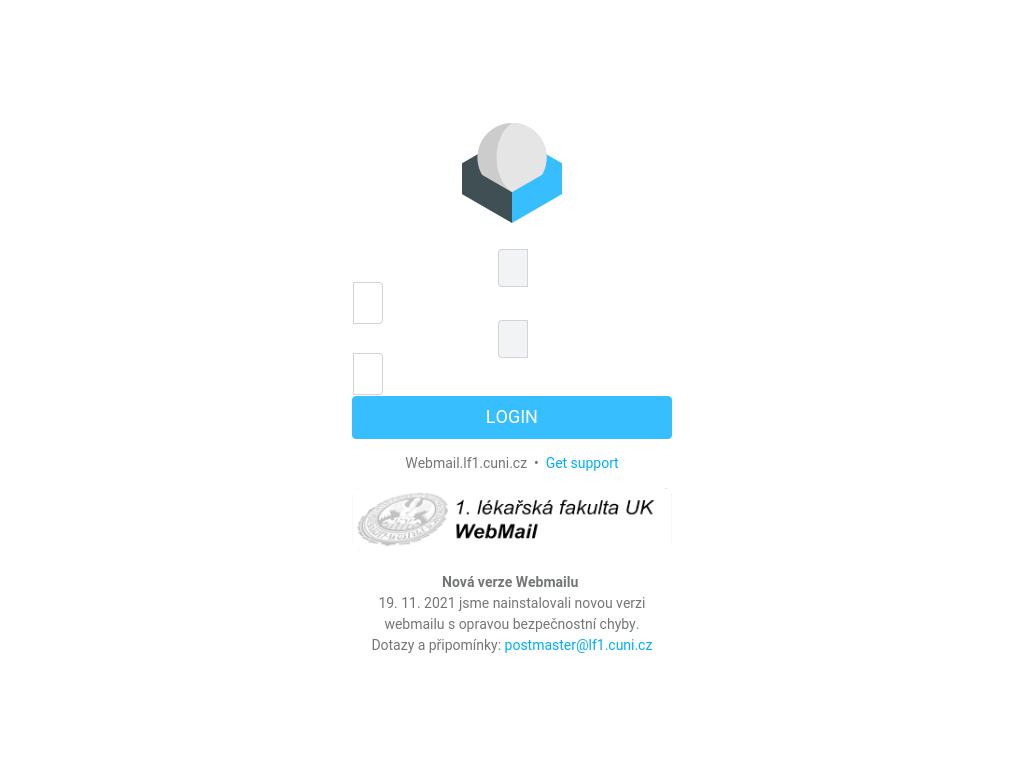 LOGIN
Webmail.lf1.cuni.cz • Get support
1. lékařská fakulta UK
WebMail
Nová verze Webmailu
19. 11. 2021 jsme nainstalovali novou verzi
webmailu s opravou bezpečnostní chyby.
Dotazy a připomínky: postmaster@lf1.cuni.cz